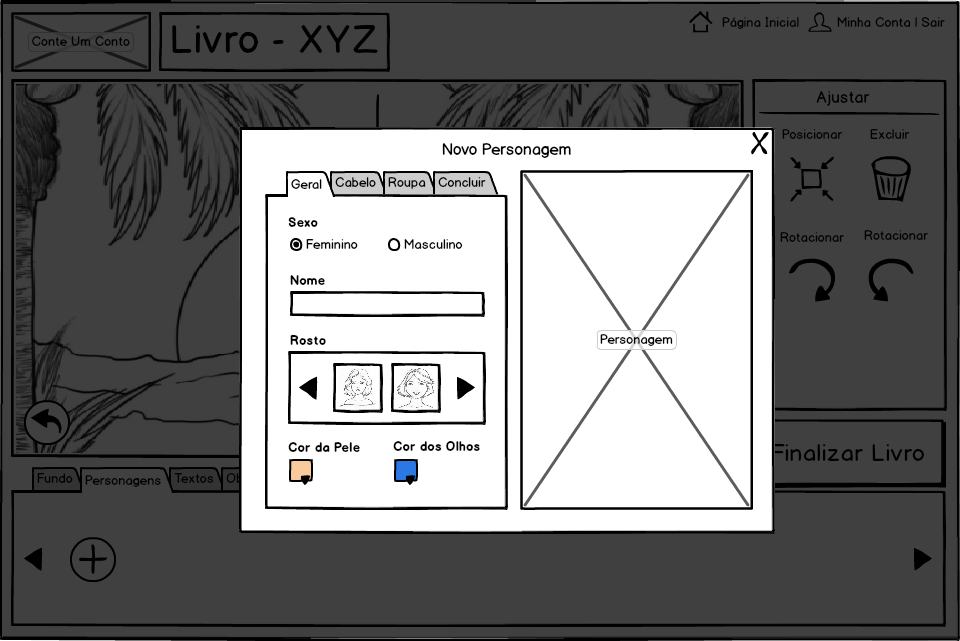 Conte Um Conto
Livro - XYZ
Página Inicial
Minha Conta | Sair
Ajustar
Posicionar
Excluir
Rotacionar
Rotacionar
Novo Personagem
X
Geral
Cabelo
Roupa
Concluir
Sexo
Feminino
Masculino
Nome
Rosto
Cor da Pele
Cor dos Olhos
Personagem
Finalizar Livro
Fundo
Personagens
Textos